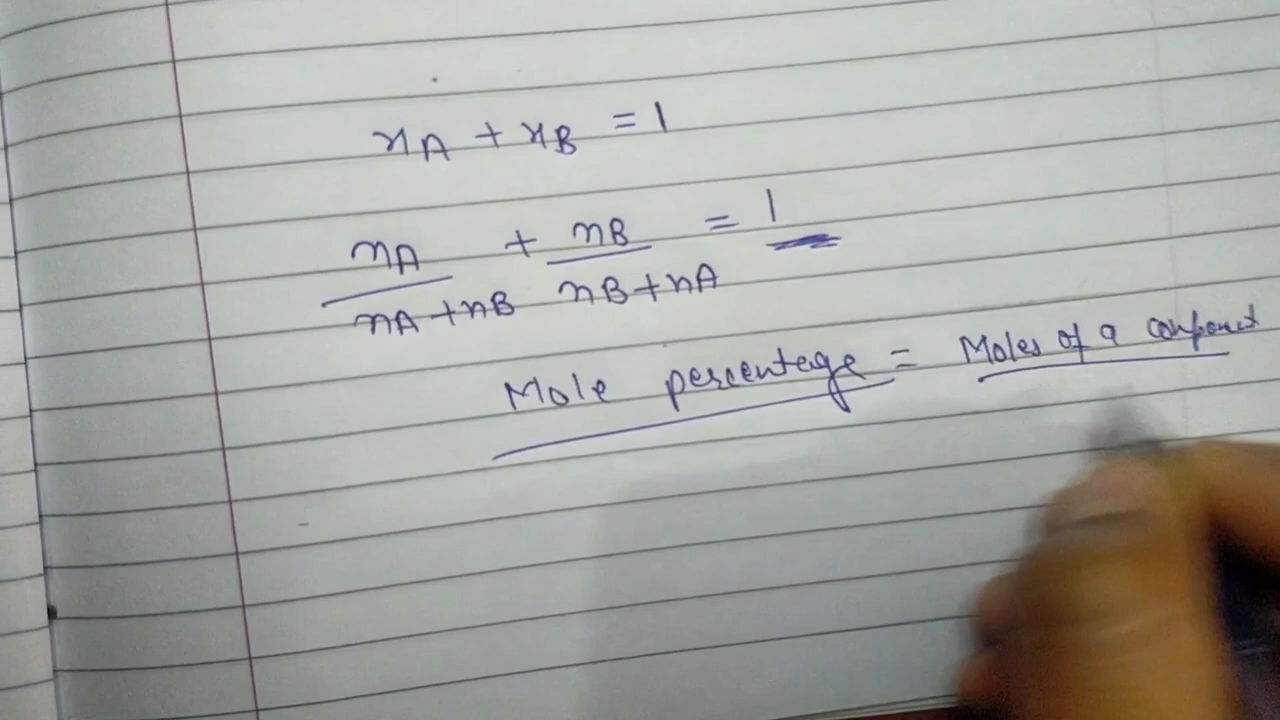 xA + xB = 1
nA/nA+nB + nB/nB+nA = 1
Mole percentage = Moles of a component